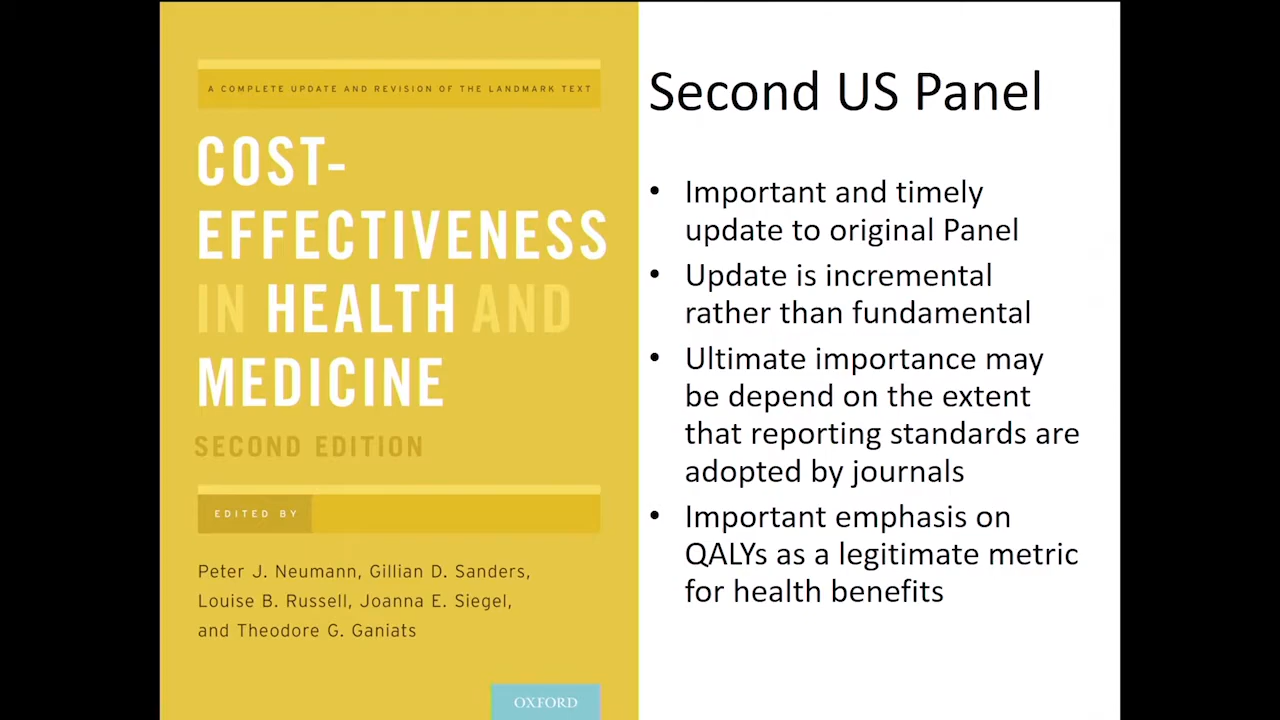 A COMPLETE UPDATE AND REVISION OF THE LANDMARK TEXT
COST-
EFFECTIVENESS
IN HEALTH AND
MEDICINE
SECOND EDITION
EDITED BY
Peter J. Neumann, Gillian D. Sanders,
Louise B. Russell, Joanna E. Siegel,
and Theodore G. Ganiats
OXFORD
Second US Panel
• Important and timely
update to original Panel
• Update is incremental
rather than fundamental
• Ultimate importance may
be depend on the extent
that reporting standards are
adopted by journals
• Important emphasis on
QALYs as a legitimate metric
for health benefits